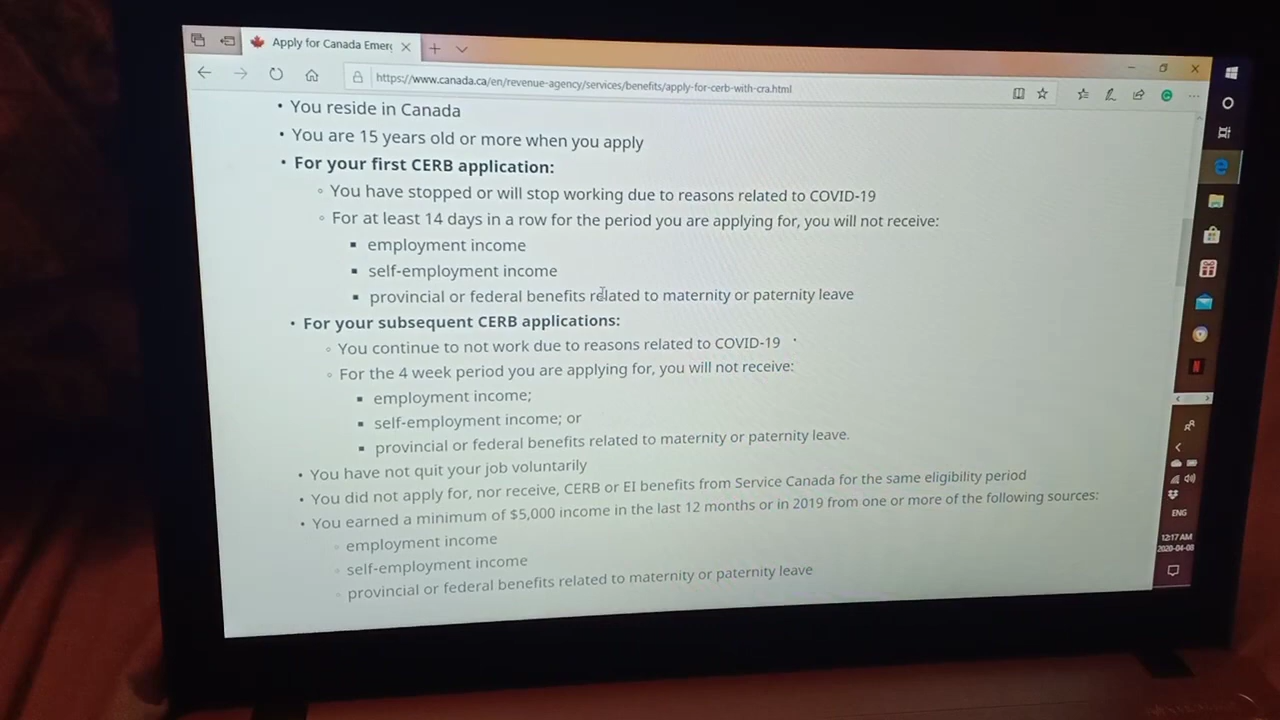 Apply for Canada Emer
https://www.canada.ca/en/revenue-agency/services/benefits/apply-for-cerb-with-cra.html
• You reside in Canada
• You are 15 years old or more when you apply
• For your first CERB application:
◦ You have stopped or will stop working due to reasons related to COVID-19
◦ For at least 14 days in a row for the period you are applying for, you will not receive:
▪ employment income
▪ self-employment income
▪ provincial or federal benefits related to maternity or paternity leave
• For your subsequent CERB applications:
◦ You continue to not work due to reasons related to COVID-19
◦ For the 4 week period you are applying for, you will not receive:
▪ employment income;
▪ self-employment income; or
▪ provincial or federal benefits related to maternity or paternity leave.
• You have not quit your job voluntarily
• You did not apply for, nor receive, CERB or EI benefits from Service Canada for the same eligibility period
• You earned a minimum of $5,000 income in the last 12 months or in 2019 from one or more of the following sources:
◦ employment income
◦ self-employment income
◦ provincial or federal benefits related to maternity or paternity leave
ENG
12:17 AM
2020-04-08